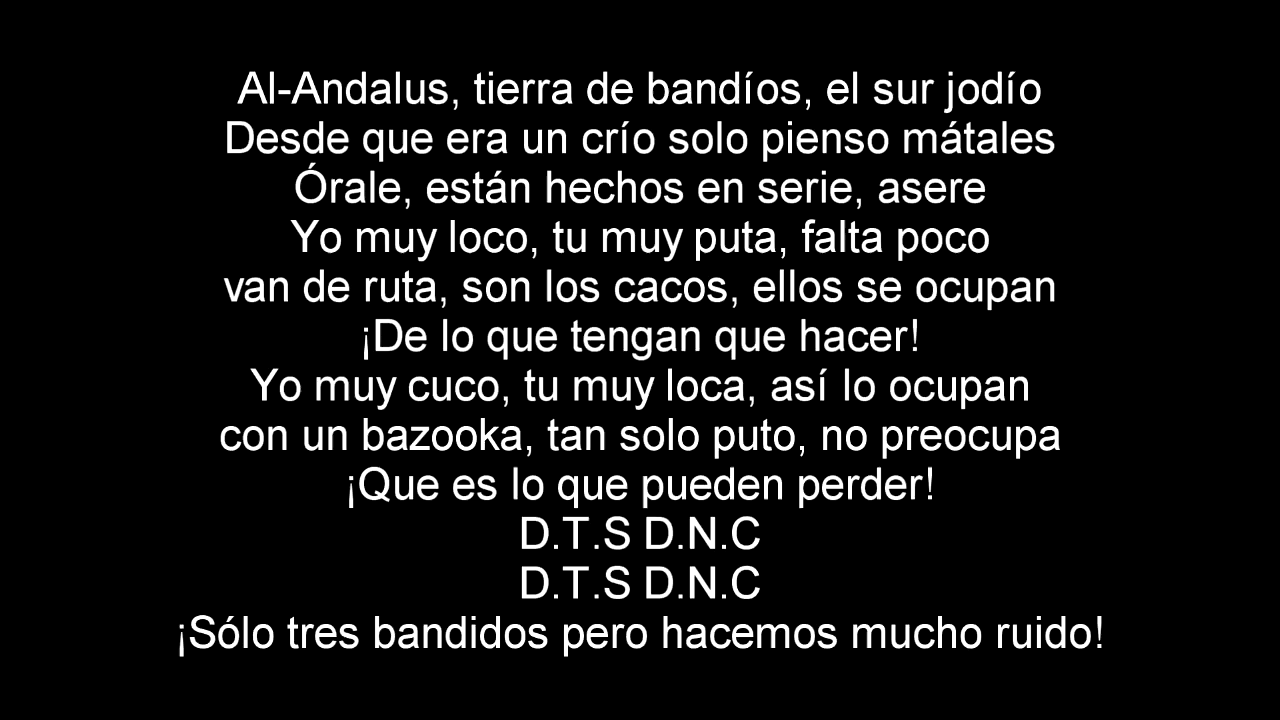 Al-Andalus, tierra de bandíos, el sur jodío
Desde que era un crío solo pienso mátales
Órale, están hechos en serie, asere
Yo muy loco, tu muy puta, falta poco
van de ruta, son los cacos, ellos se ocupan
¡De lo que tengan que hacer!
Yo muy cuco, tu muy loca, así lo ocupan
con un bazooka, tan solo puto, no preocupa
¡Que es lo que pueden perder!
D.T.S D.N.C
D.T.S D.N.C
¡Sólo tres bandidos pero hacemos mucho ruido!